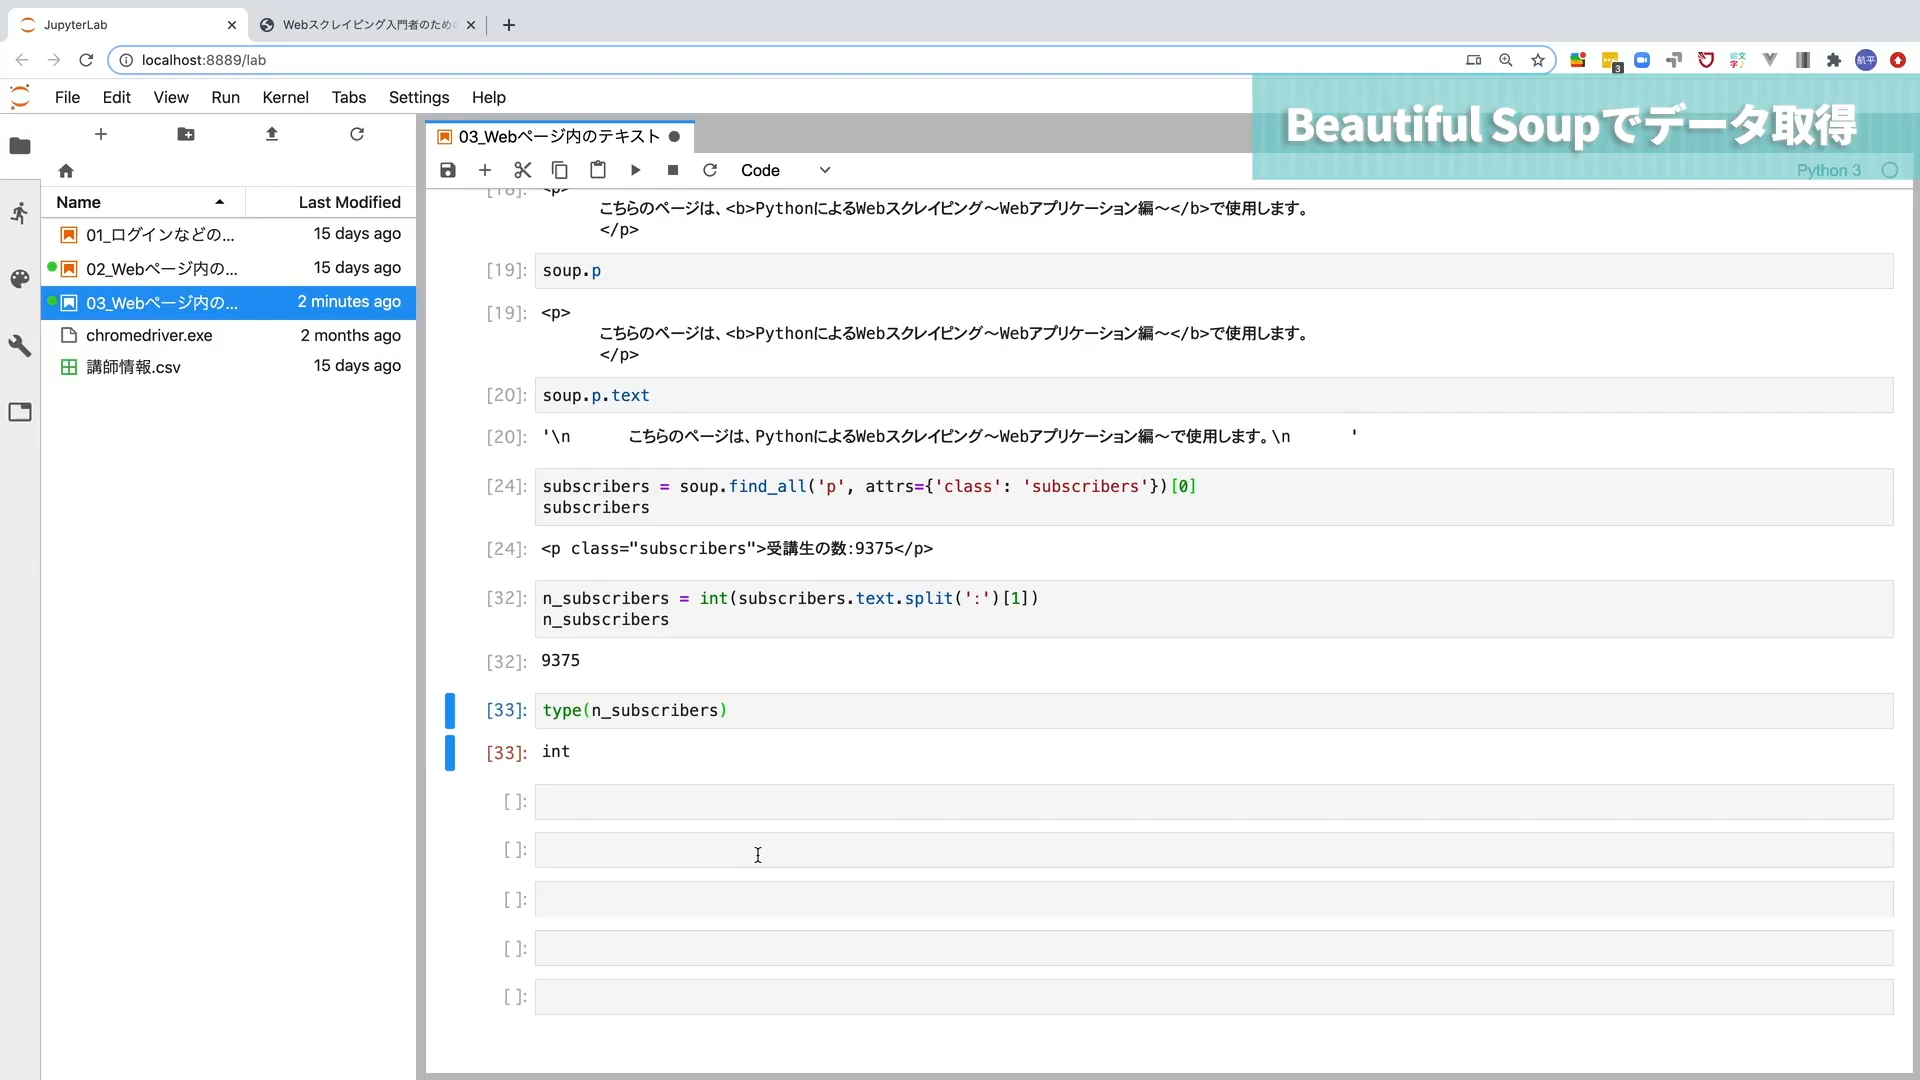 JupyterLab
Webスクレイピング入門者のため
localhost:8889/lab
File Edit View Run Kernel Tabs Settings Help
Beautiful Soupでデータ取得
03_Webページ内のテキスト
Code
Python 3
Name Last Modified
01_ログインなどの... 15 days ago
02_Webページ内の... 15 days ago
03_Webページ内の... 2 minutes ago
chromedriver.exe 2 months ago
講師情報.csv 15 days ago
[18]: <p>
こちらのページは、<b>PythonによるWebスクレイピング〜Webアプリケーション編〜</b>で使用します。
</p>
[19]: soup.p
[19]: <p>
こちらのページは、<b>PythonによるWebスクレイピング〜Webアプリケーション編〜</b>で使用します。
</p>
[20]: soup.p.text
[20]: '\n こちらのページは、PythonによるWebスクレイピング〜Webアプリケーション編〜で使用します。\n '
[24]: subscribers = soup.find_all('p', attrs={'class': 'subscribers'})[0]
subscribers
[24]: <p class="subscribers">受講生の数:9375</p>
[32]: n_subscribers = int(subscribers.text.split(':')[1])
n_subscribers
[32]: 9375
[33]: type(n_subscribers)
[33]: int
[ ]:
[ ]:
[ ]:
[ ]:
[ ]: